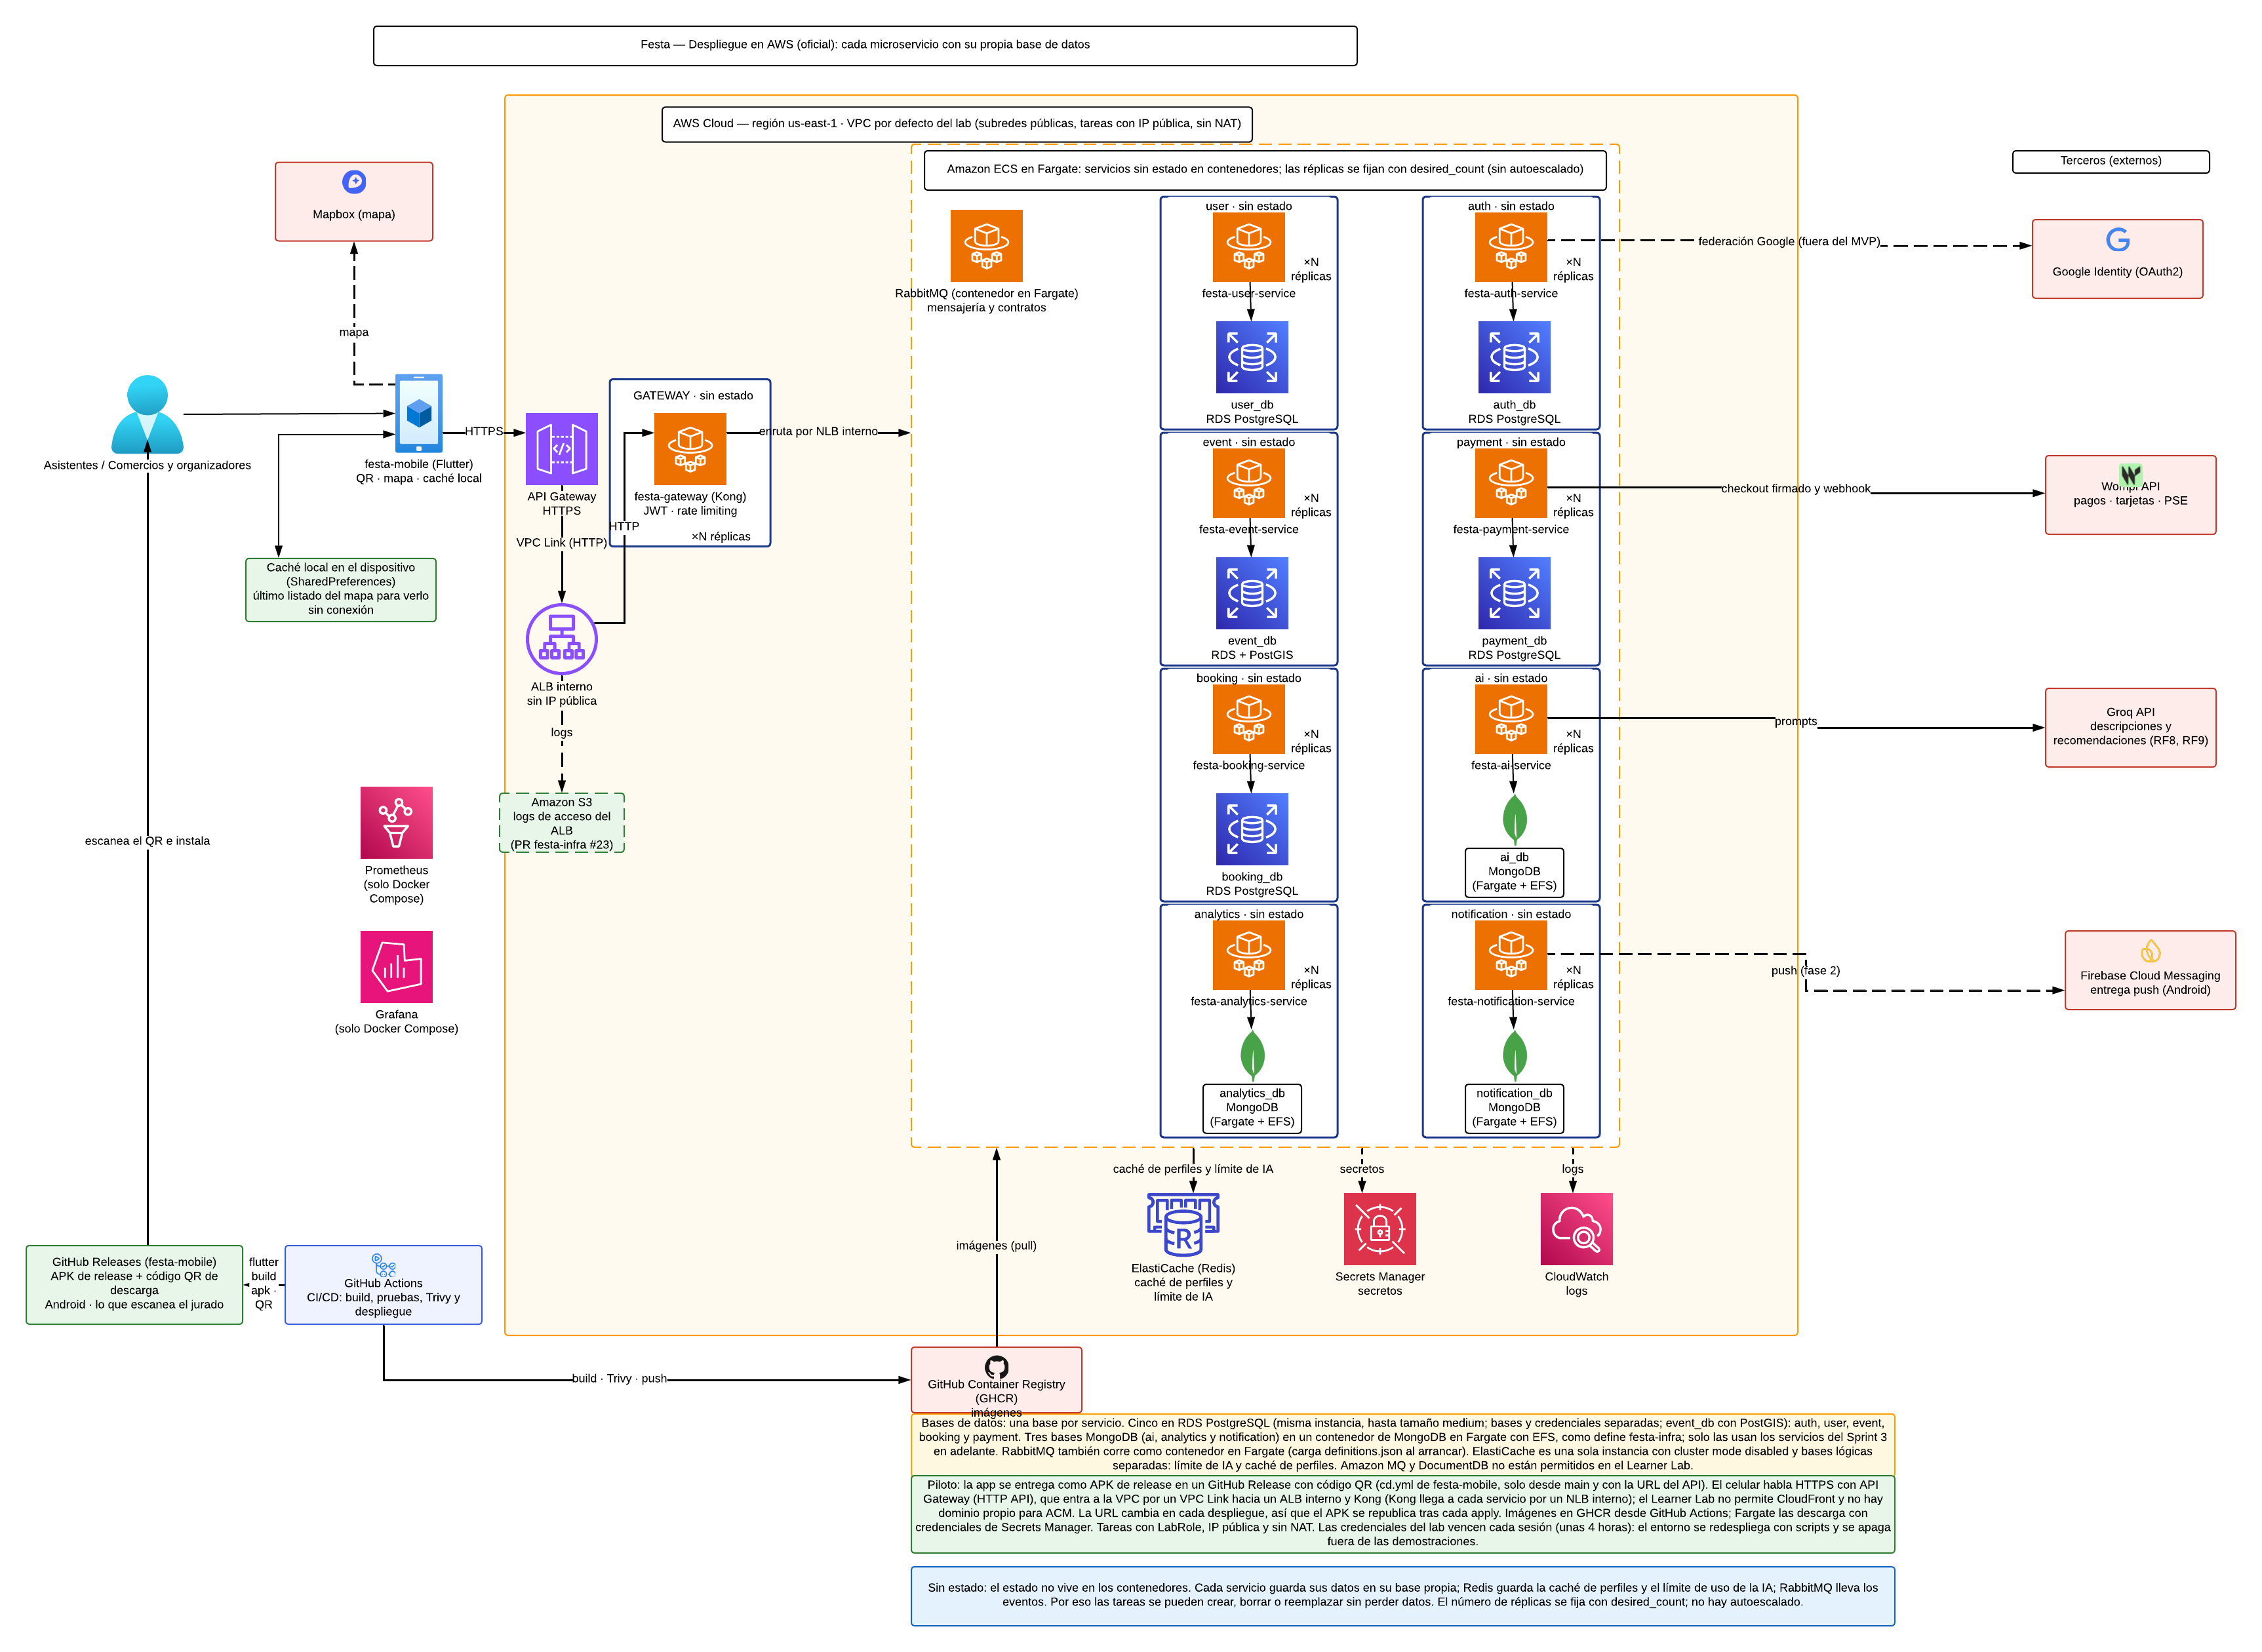 Festa — Despliegue en AWS (oficial): cada microservicio con su propia base de datos
AWS Cloud — región us-east-1 · VPC por defecto del lab (subredes públicas, tareas con IP pública, sin NAT)
Amazon ECS en Fargate: servicios sin estado en contenedores; las réplicas se fijan con desired_count (sin autoescalado)
Terceros (externos)
Mapbox (mapa)
mapa
Asistentes / Comercios y organizadores
festa-mobile (Flutter)
QR · mapa · caché local
HTTPS
Caché local en el dispositivo
(SharedPreferences)
último listado del mapa para verlo
sin conexión
API Gateway
HTTPS
VPC Link (HTTP)
GATEWAY · sin estado
festa-gateway (Kong)
JWT · rate limiting
×N réplicas
HTTP
enruta por NLB interno
ALB interno
sin IP pública
logs
Amazon S3
logs de acceso del
ALB
(PR festa-infra #23)
RabbitMQ (contenedor en Fargate)
mensajería y contratos
user · sin estado
×N
réplicas
festa-user-service
user_db
RDS PostgreSQL
auth · sin estado
×N
réplicas
festa-auth-service
auth_db
RDS PostgreSQL
federación Google (fuera del MVP)
Google Identity (OAuth2)
event · sin estado
×N
réplicas
festa-event-service
event_db
RDS + PostGIS
payment · sin estado
×N
réplicas
festa-payment-service
payment_db
RDS PostgreSQL
checkout firmado y webhook
Wompi API
pagos · tarjetas · PSE
booking · sin estado
×N
réplicas
festa-booking-service
booking_db
RDS PostgreSQL
ai · sin estado
×N
réplicas
festa-ai-service
ai_db
MongoDB
(Fargate + EFS)
prompts
Groq API
descripciones y
recomendaciones (RF8, RF9)
analytics · sin estado
×N
réplicas
festa-analytics-service
analytics_db
MongoDB
(Fargate + EFS)
notification · sin estado
×N
réplicas
festa-notification-service
notification_db
MongoDB
(Fargate + EFS)
push (fase 2)
Firebase Cloud Messaging
entrega push (Android)
escanea el QR e instala
Prometheus
(solo Docker
Compose)
Grafana
(solo Docker Compose)
caché de perfiles y límite de IA
secretos
logs
R
ElastiCache (Redis)
caché de perfiles y
límite de IA
Secrets Manager
secretos
CloudWatch
logs
imágenes (pull)
GitHub Releases (festa-mobile)
APK de release + código QR de
descarga
Android · lo que escanea el jurado
flutter
build
apk ·
QR
GitHub Actions
CI/CD: build, pruebas, Trivy y
despliegue
build · Trivy · push
GitHub Container Registry
(GHCR)
imágenes
Bases de datos: una base por servicio. Cinco en RDS PostgreSQL (misma instancia, hasta tamaño medium; bases y credenciales separadas; event_db con PostGIS): auth, user, event,
booking y payment. Tres bases MongoDB (ai, analytics y notification) en un contenedor de MongoDB en Fargate con EFS, como define festa-infra; solo las usan los servicios del Sprint 3
en adelante. RabbitMQ también corre como contenedor en Fargate (carga definitions.json al arrancar). ElastiCache es una sola instancia con cluster mode disabled y bases lógicas
separadas: límite de IA y caché de perfiles. Amazon MQ y DocumentDB no están permitidos en el Learner Lab.
Piloto: la app se entrega como APK de release en un GitHub Release con código QR (cd.yml de festa-mobile, solo desde main y con la URL del API). El celular habla HTTPS con API
Gateway (HTTP API), que entra a la VPC por un VPC Link hacia un ALB interno y Kong (Kong llega a cada servicio por un NLB interno); el Learner Lab no permite CloudFront y no hay
dominio propio para ACM. La URL cambia en cada despliegue, así que el APK se republica tras cada apply. Imágenes en GHCR desde GitHub Actions; Fargate las descarga con
credenciales de Secrets Manager. Tareas con LabRole, IP pública y sin NAT. Las credenciales del lab vencen cada sesión (unas 4 horas): el entorno se redespliega con scripts y se apaga
fuera de las demostraciones.
Sin estado: el estado no vive en los contenedores. Cada servicio guarda sus datos en su base propia; Redis guarda la caché de perfiles y el límite de uso de la IA; RabbitMQ lleva los
eventos. Por eso las tareas se pueden crear, borrar o reemplazar sin perder datos. El número de réplicas se fija con desired_count; no hay autoescalado.